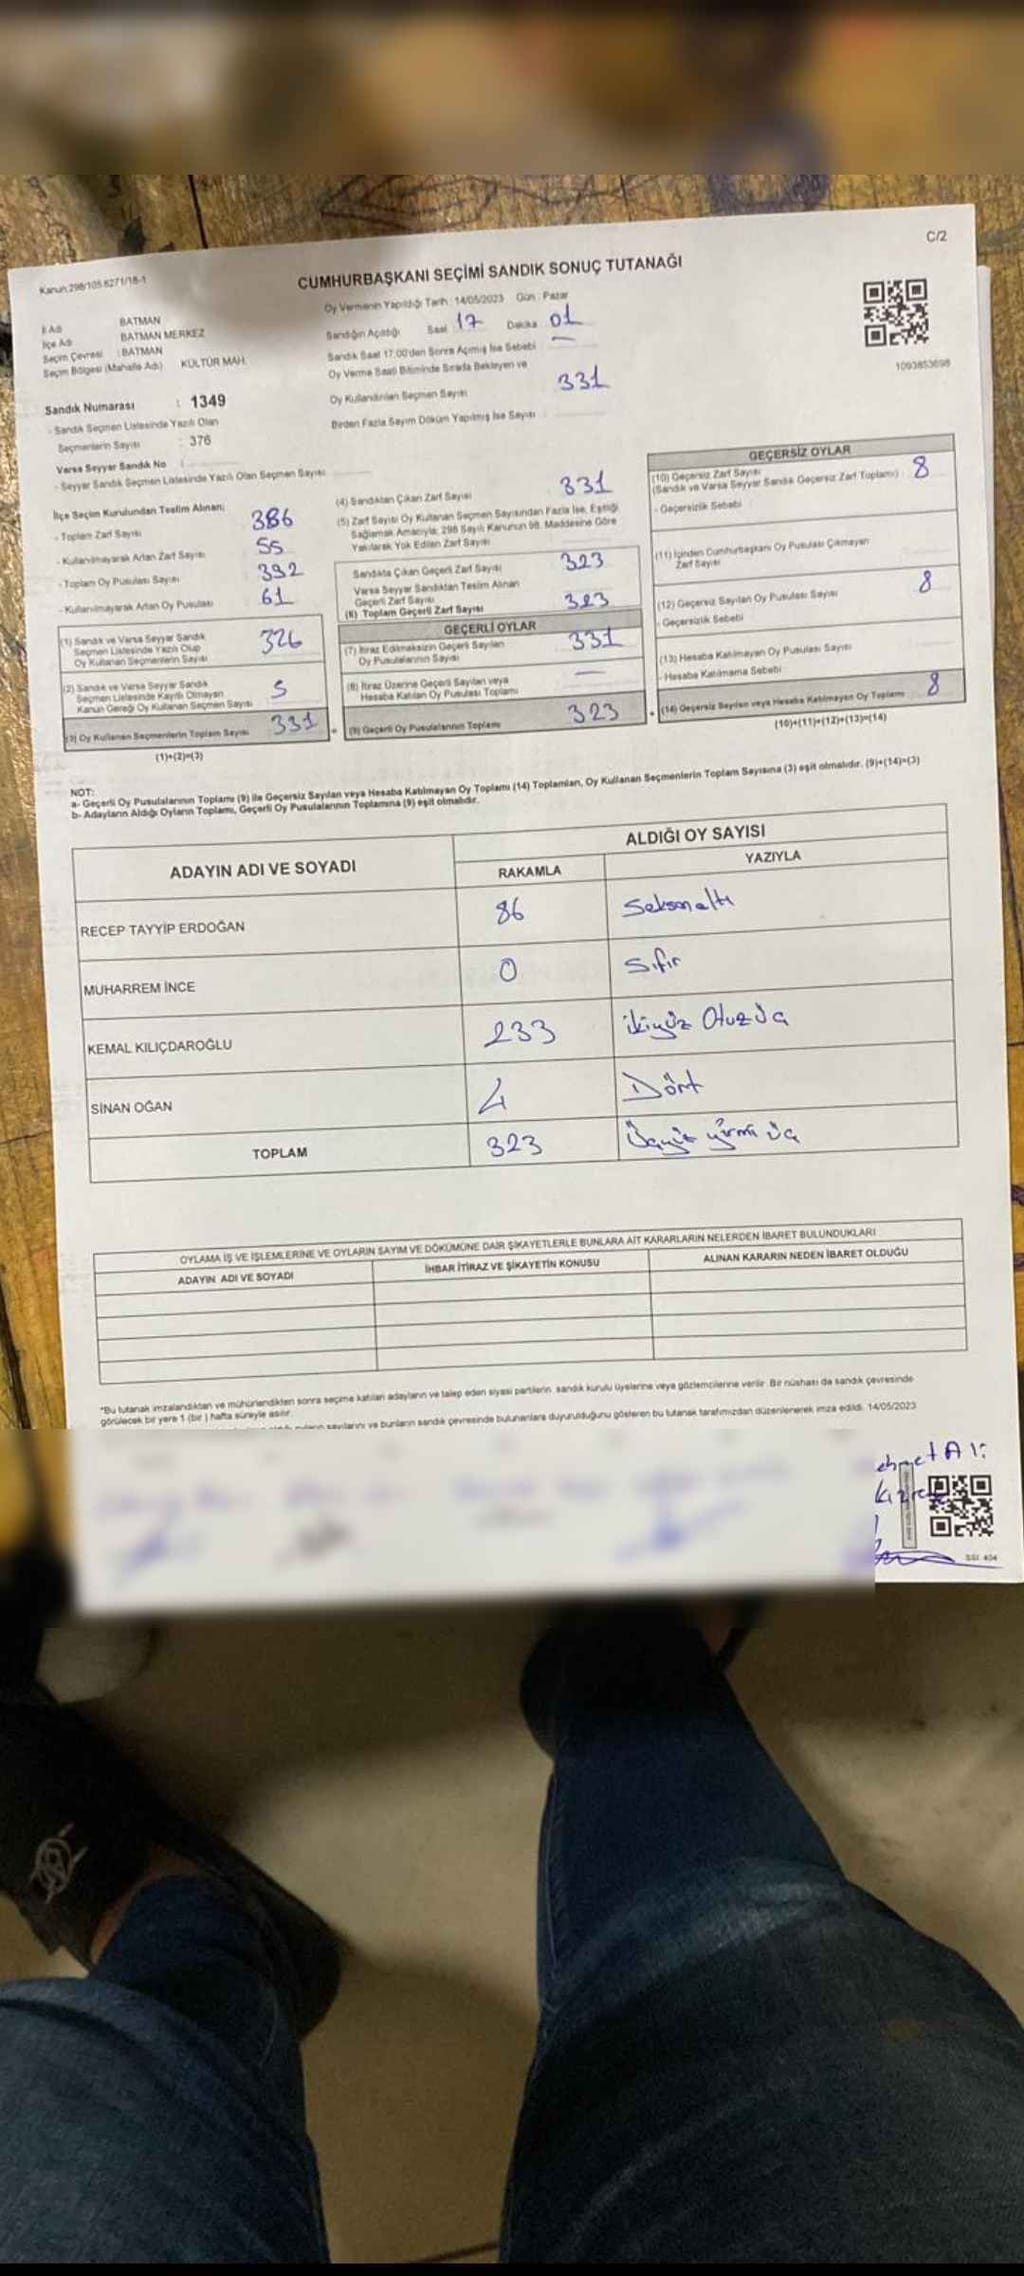 C/2
Kanun:298/105 6271/18-1
CUMHURBAŞKANI SEÇİMİ SANDIK SONUÇ TUTANAĞI
Oy Vermenin Yapıldığı Tarih : 14/05/2023 Gün : Pazar
İl Adı BATMAN
İlçe Adı BATMAN MERKEZ
Seçim Çevresi : BATMAN
Seçim Bölgesi (Mahalle Adı) KÜLTÜR MAH.
Sandığın Açıldığı Saat 17 Dakika 01
Sandık Saat 17.00'den Sonra Açılmış İse Sebebi —
Oy Verme Saati Bitiminde Sırada Bekleyen ve
Oy Kullandırılan Seçmen Sayısı 331
Birden Fazla Sayım Döküm Yapılmış İse Sayısı
1093853698
Sandık Numarası : 1349
- Sandık Seçmen Listesinde Yazılı Olan
Seçmenlerin Sayısı : 376
Varsa Seyyar Sandık No
- Seyyar Sandık Seçmen Listesinde Yazılı Olan Seçmen Sayısı
İlçe Seçim Kurulundan Teslim Alınan;
- Toplam Zarf Sayısı 386
- Kullanılmayarak Artan Zarf Sayısı 55
- Toplam Oy Pusulası Sayısı 392
- Kullanılmayarak Artan Oy Pusulası 61
(1) Sandık ve Varsa Seyyar Sandık
Seçmen Listesinde Yazılı Olup
Oy Kullanan Seçmenlerin Sayısı 326
(2) Sandık ve Varsa Seyyar Sandık
Seçmen Listesinde Kayıtlı Olmayan
Kanun Gereği Oy Kullanan Seçmen Sayısı 5
(3) Oy Kullanan Seçmenlerin Toplam Sayısı 331
(1)+(2)=(3)
(4) Sandıktan Çıkan Zarf Sayısı 331
(5) Zarf Sayısı Oy Kullanan Seçmen Sayısından Fazla İse, Eşitliği
Sağlamak Amacıyla; 298 Sayılı Kanunun 98. Maddesine Göre
Yakılarak Yok Edilen Zarf Sayısı
Sandıkta Çıkan Geçerli Zarf Sayısı 323
Varsa Seyyar Sandıktan Teslim Alınan
Geçerli Zarf Sayısı
(6) Toplam Geçerli Zarf Sayısı 323
GEÇERLİ OYLAR
(7) İtiraz Edilmeksizin Geçerli Sayılan
Oy Pusulalarının Sayısı 331
(8) İtiraz Üzerine Geçerli Sayılan veya
Hesaba Katılan Oy Pusulası Toplamı —
(9) Geçerli Oy Pusulalarının Toplamı 323
GEÇERSİZ OYLAR
(10) Geçersiz Zarf Sayısı
(Sandık ve Varsa Seyyar Sandık Geçersiz Zarf Toplamı) 8
- Geçersizlik Sebebi
(11) İçinden Cumhurbaşkanı Oy Pusulası Çıkmayan
Zarf Sayısı
(12) Geçersiz Sayılan Oy Pusulası Sayısı 8
- Geçersizlik Sebebi
(13) Hesaba Katılmayan Oy Pusulası Sayısı
- Hesaba Katılmama Sebebi
(14) Geçersiz Sayılan veya Hesaba Katılmayan Oy Toplamı 8
(10)+(11)+(12)+(13)=(14)
NOT:
a- Geçerli Oy Pusulalarının Toplamı (9) ile Geçersiz Sayılan veya Hesaba Katılmayan Oy Toplamı (14) Toplamları, Oy Kullanan Seçmenlerin Toplam Sayısına (3) eşit olmalıdır. (9)+(14)=(3)
b- Adayların Aldığı Oyların Toplamı, Geçerli Oy Pusulalarının Toplamına (9) eşit olmalıdır.
ADAYIN ADI VE SOYADI
ALDIĞI OY SAYISI
RAKAMLA YAZIYLA
RECEP TAYYİP ERDOĞAN 86 Seksenaltı
MUHARREM İNCE 0 Sıfır
KEMAL KILIÇDAROĞLU 233 ikiyüz Otuzüç
SİNAN OĞAN 4 Dört
TOPLAM 323 Üçyüz yirmi üç
OYLAMA İŞ VE İŞLEMLERİNE VE OYLARIN SAYIM VE DÖKÜMÜNE DAİR ŞİKAYETLERLE BUNLARA AİT KARARLARIN NELERDEN İBARET BULUNDUKLARI
ADAYIN ADI VE SOYADI İHBAR İTİRAZ VE ŞİKAYETİN KONUSU ALINAN KARARIN NEDEN İBARET OLDUĞU
*Bu tutanak imzalandıktan ve mühürlendikten sonra seçime katılan adayların ve talep eden siyasi partilerin sandık kurulu üyelerine veya gözlemcilerine verilir. Bir nüshası da sandık çevresinde
görülecek bir yere 1 (bir ) hafta süreyle asılır.
sayılarını ve bunların sandık çevresinde bulunanlara duyurulduğunu gösteren bu tutanak tarafımızdan düzenlenerek imza edildi. 14/05/2023
ehmet Ali
SSI: 404